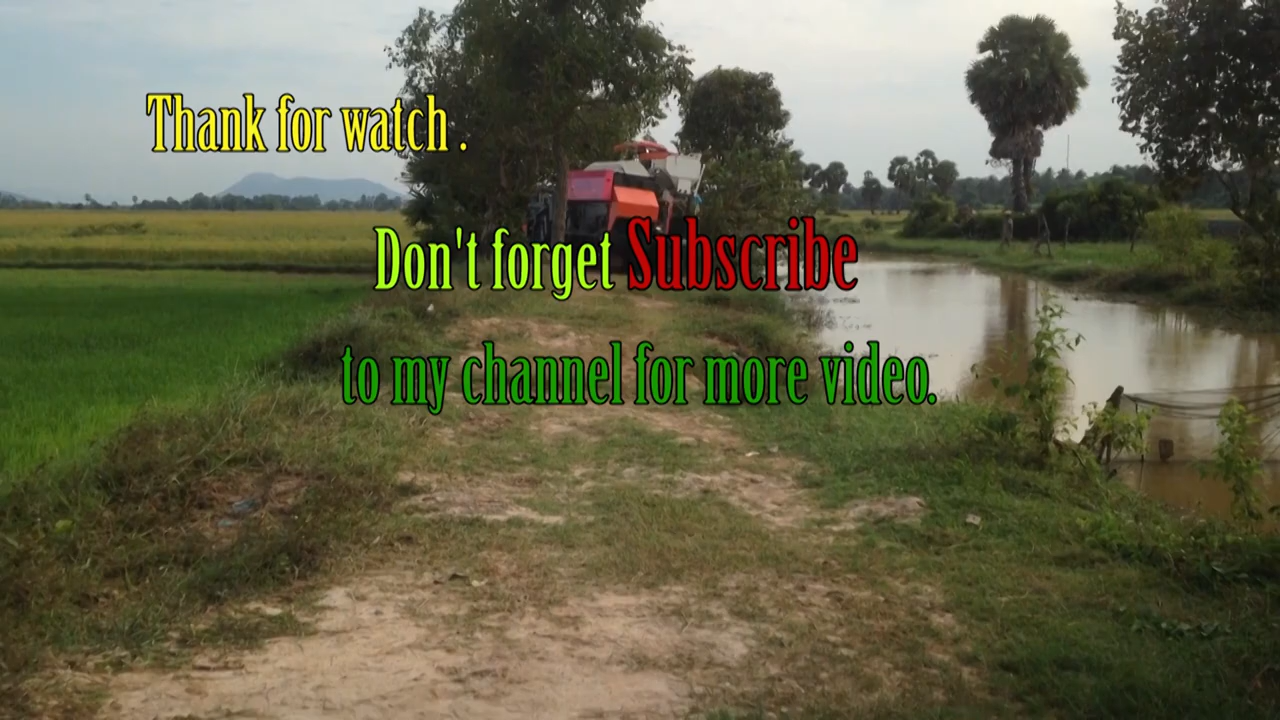 Thank for watch .
Don't forget Subscribe
to my channel for more video.